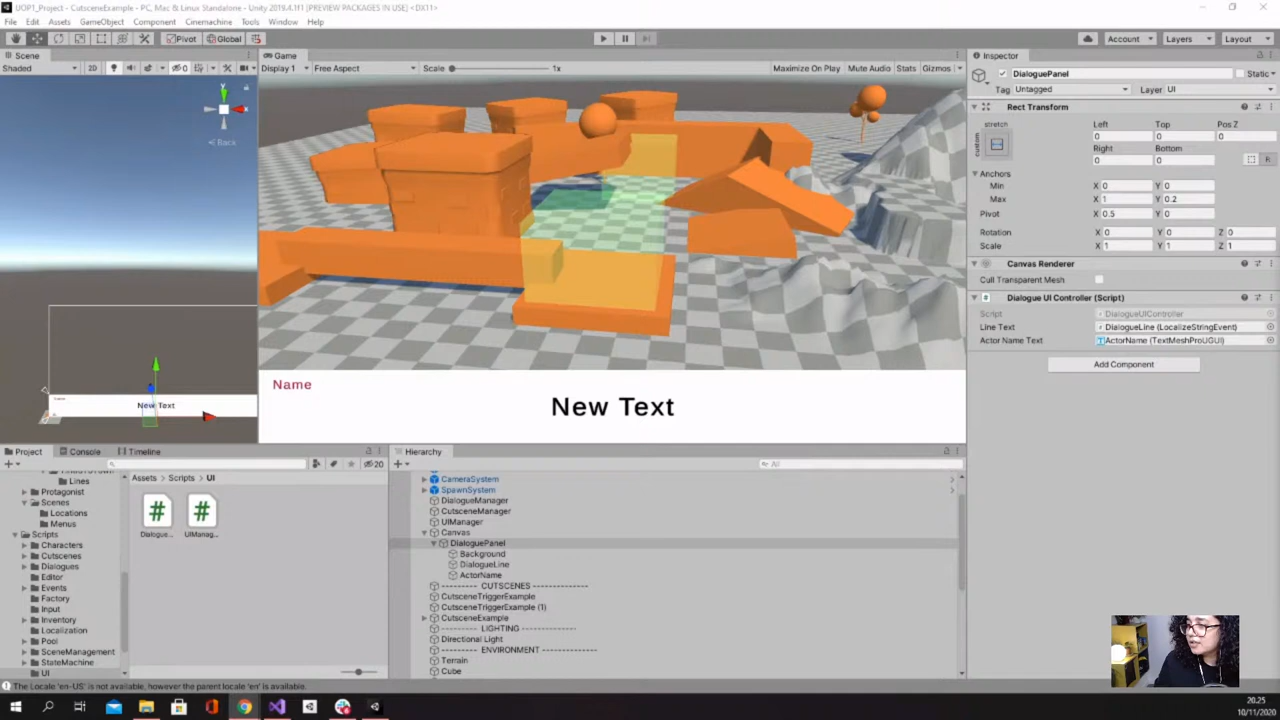 UOP1_Project - CutsceneExample - PC, Mac & Linux Standalone - Unity 2019.4.1f1 [PREVIEW PACKAGES IN USE] <DX11>
File Edit Assets GameObject Component Cinemachine Tools Window Help
Pivot Global Account Layers Layout
Scene
Shaded 2D 0
Back
Game
Display 1 Free Aspect Scale 1x Maximize On Play Mute Audio Stats Gizmos
Name
New Text
New Text
Inspector
DialoguePanel Static
Tag Untagged Layer UI
Rect Transform
stretch
custom
Left Top Pos Z
0 0 0
Right Bottom
0 0 R
Anchors
Min X 0 Y 0
Max X 1 Y 0.2
Pivot X 0.5 Y 0
Rotation X 0 Y 0 Z 0
Scale X 1 Y 1 Z 1
Canvas Renderer
Cull Transparent Mesh
Dialogue UI Controller (Script)
Script DialogueUIController
Line Text DialogueLine (LocalizeStringEvent)
Actor Name Text ActorName (TextMeshProUGUI)
Add Component
Project Console Timeline
20
Lines
Protagonist
Scenes
Locations
Menus
Scripts
Characters
Cutscenes
Dialogues
Editor
Events
Factory
Input
Inventory
Localization
Pool
SceneManagement
StateMachine
UI
Assets > Scripts > UI
Dialogue... UIManag...
Hierarchy
All
CameraSystem
SpawnSystem
DialogueManager
CutsceneManager
UIManager
Canvas
DialoguePanel
Background
DialogueLine
ActorName
--------- CUTSCENES ---------------
CutsceneTriggerExample
CutsceneTriggerExample (1)
CutsceneExample
--------- LIGHTING ---------------
Directional Light
--------- ENVIRONMENT ---------------
Terrain
Cube
The Locale 'en-US' is not available, however the parent locale 'en' is available.
20.25
10/11/2020